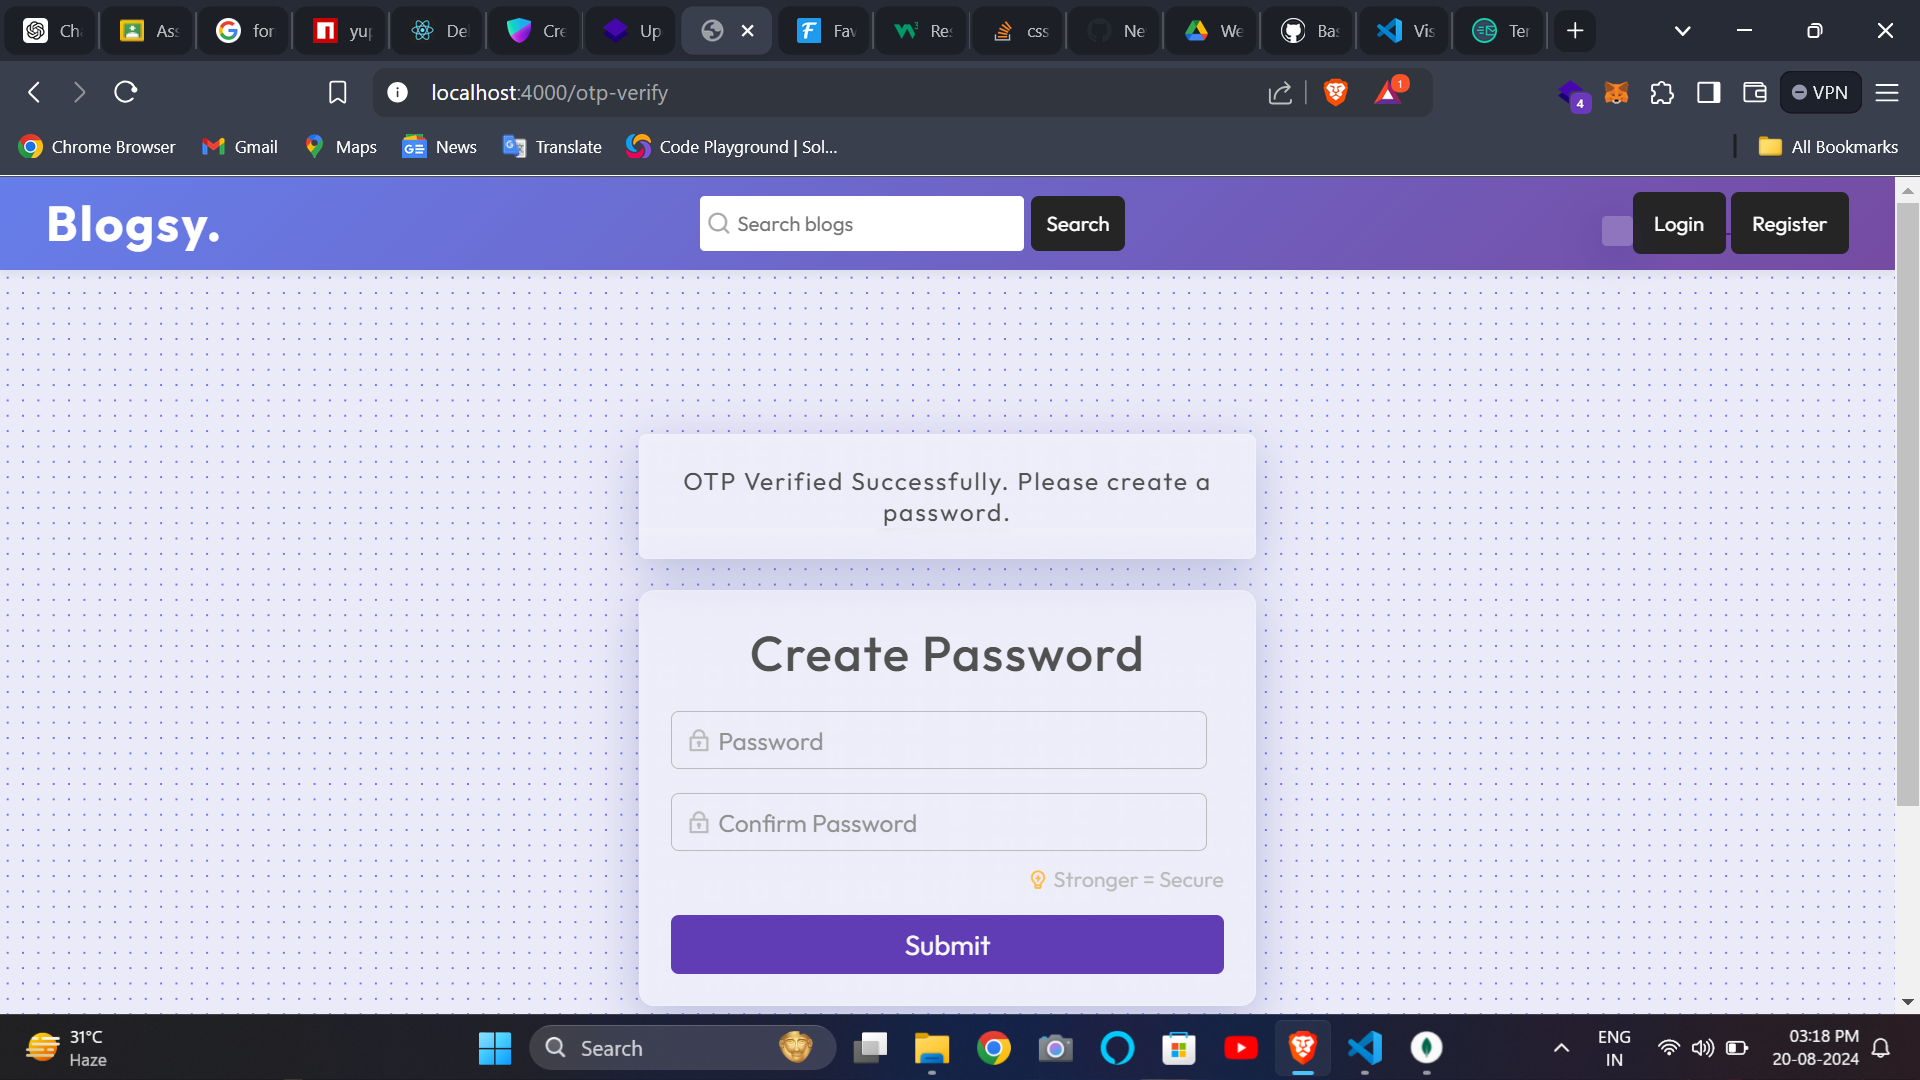 Ch
Ass
for
yup
De
Cre
Up
Fav
Re
css
Ne
We
Bas
Vis
Ter
localhost:4000/otp-verify
1
4
VPN
Chrome Browser
Gmail
Maps
News
Translate
Code Playground | Sol...
All Bookmarks
Blogsy.
Search blogs
Search
Login
Register
OTP Verified Successfully. Please create a
password.
Create Password
Password
Confirm Password
Stronger = Secure
Submit
31°C
Haze
Search
ENG
IN
03:18 PM
20-08-2024